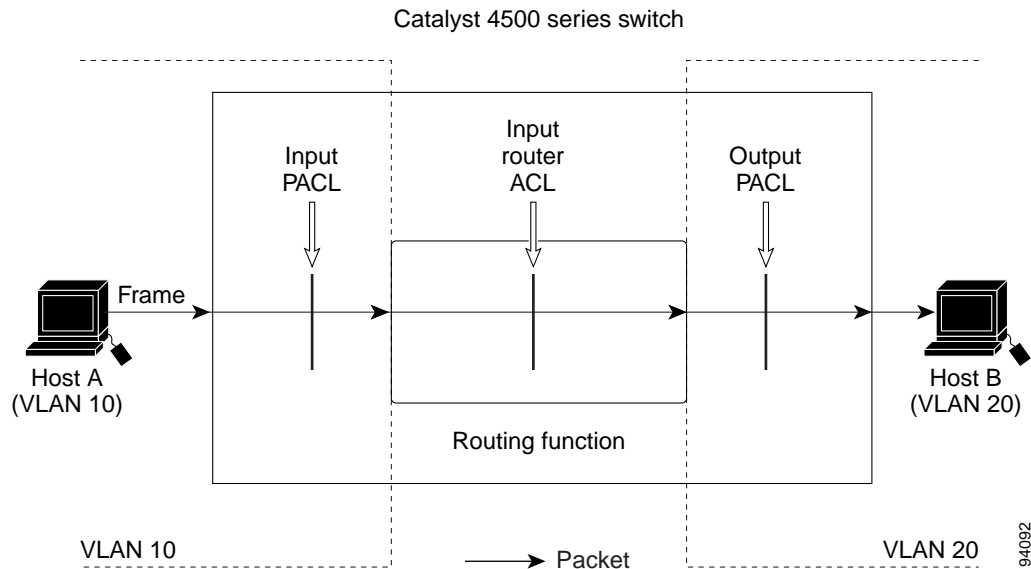 Catalyst 4500 series switch
Input
PACL
Input
router
ACL
Output
PACL
Frame
Host A
(VLAN 10)
Host B
(VLAN 20)
Routing function
VLAN 10
Packet
VLAN 20
94092